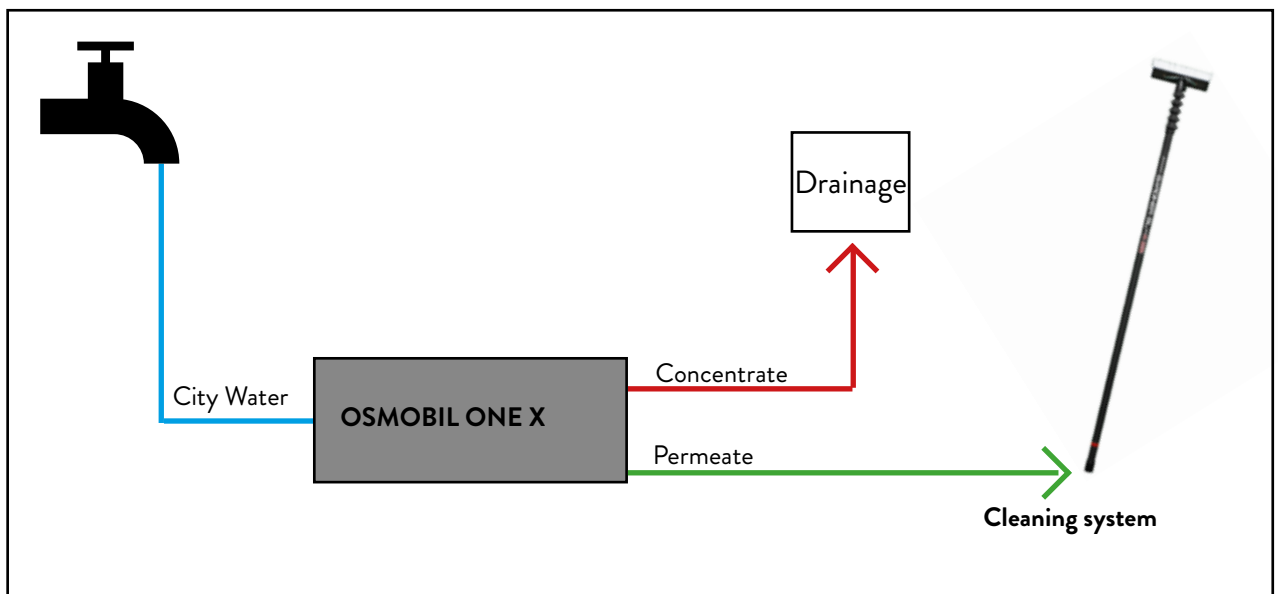 Drainage
Concentrate
City Water
OSMOBIL ONE X
Permeate
Cleaning system